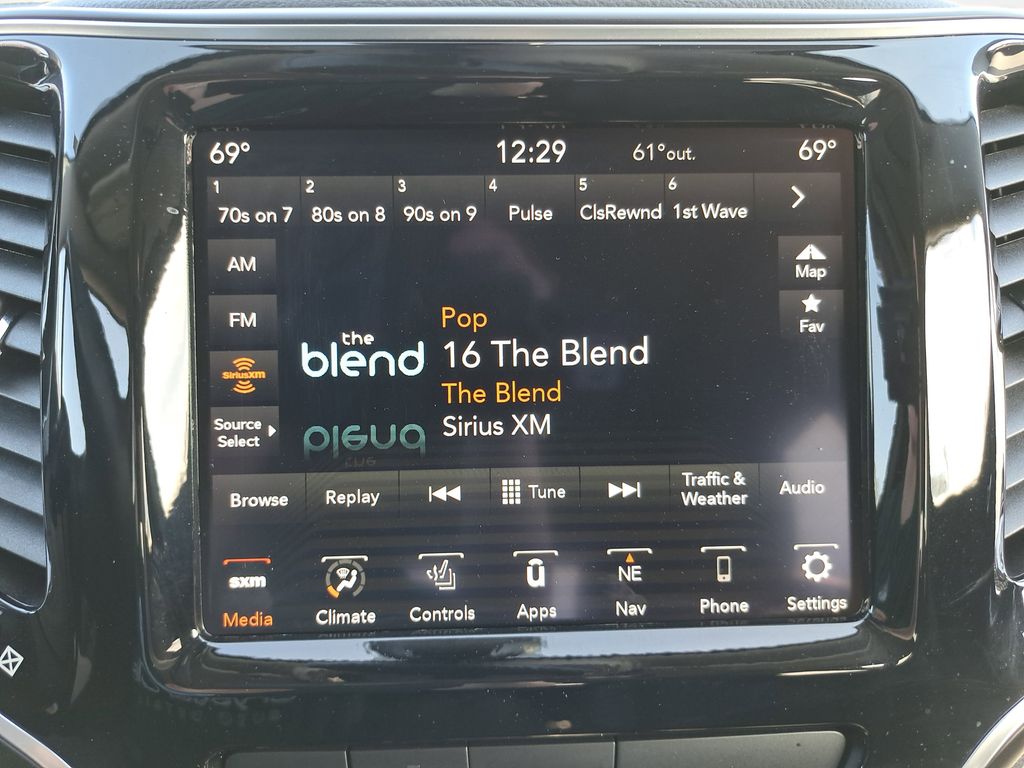 69° 12:29 61°out. 69°
1 2 3 4 5 6
70s on 7 80s on 8 90s on 9 Pulse ClsRewnd 1st Wave
AM
Map
FM
Fav
SiriusXM
Source
Select
the
blend
Pop
16 The Blend
The Blend
Sirius XM
Browse Replay Tune Traffic &
Weather Audio
sxm
Media Climate Controls
ū
Apps
NE
Nav Phone Settings